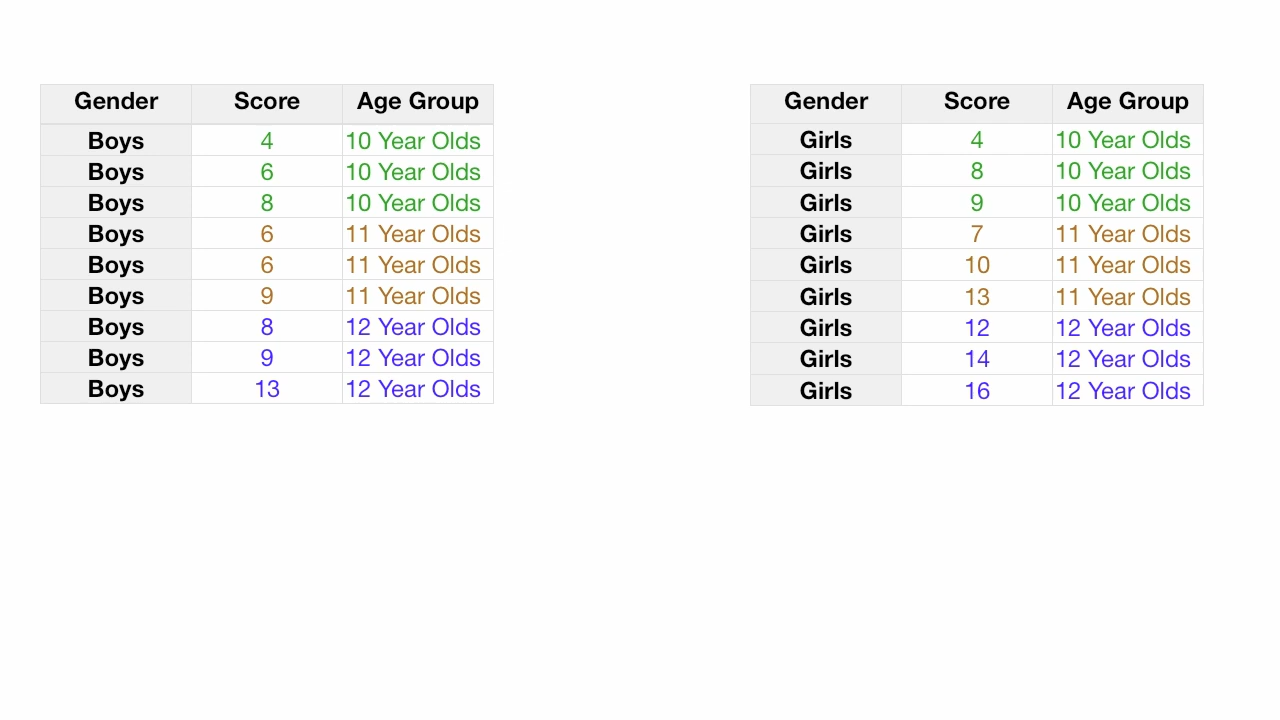 Gender Score Age Group
Boys 4 10 Year Olds
Boys 6 10 Year Olds
Boys 8 10 Year Olds
Boys 6 11 Year Olds
Boys 6 11 Year Olds
Boys 9 11 Year Olds
Boys 8 12 Year Olds
Boys 9 12 Year Olds
Boys 13 12 Year Olds
Gender Score Age Group
Girls 4 10 Year Olds
Girls 8 10 Year Olds
Girls 9 10 Year Olds
Girls 7 11 Year Olds
Girls 10 11 Year Olds
Girls 13 11 Year Olds
Girls 12 12 Year Olds
Girls 14 12 Year Olds
Girls 16 12 Year Olds